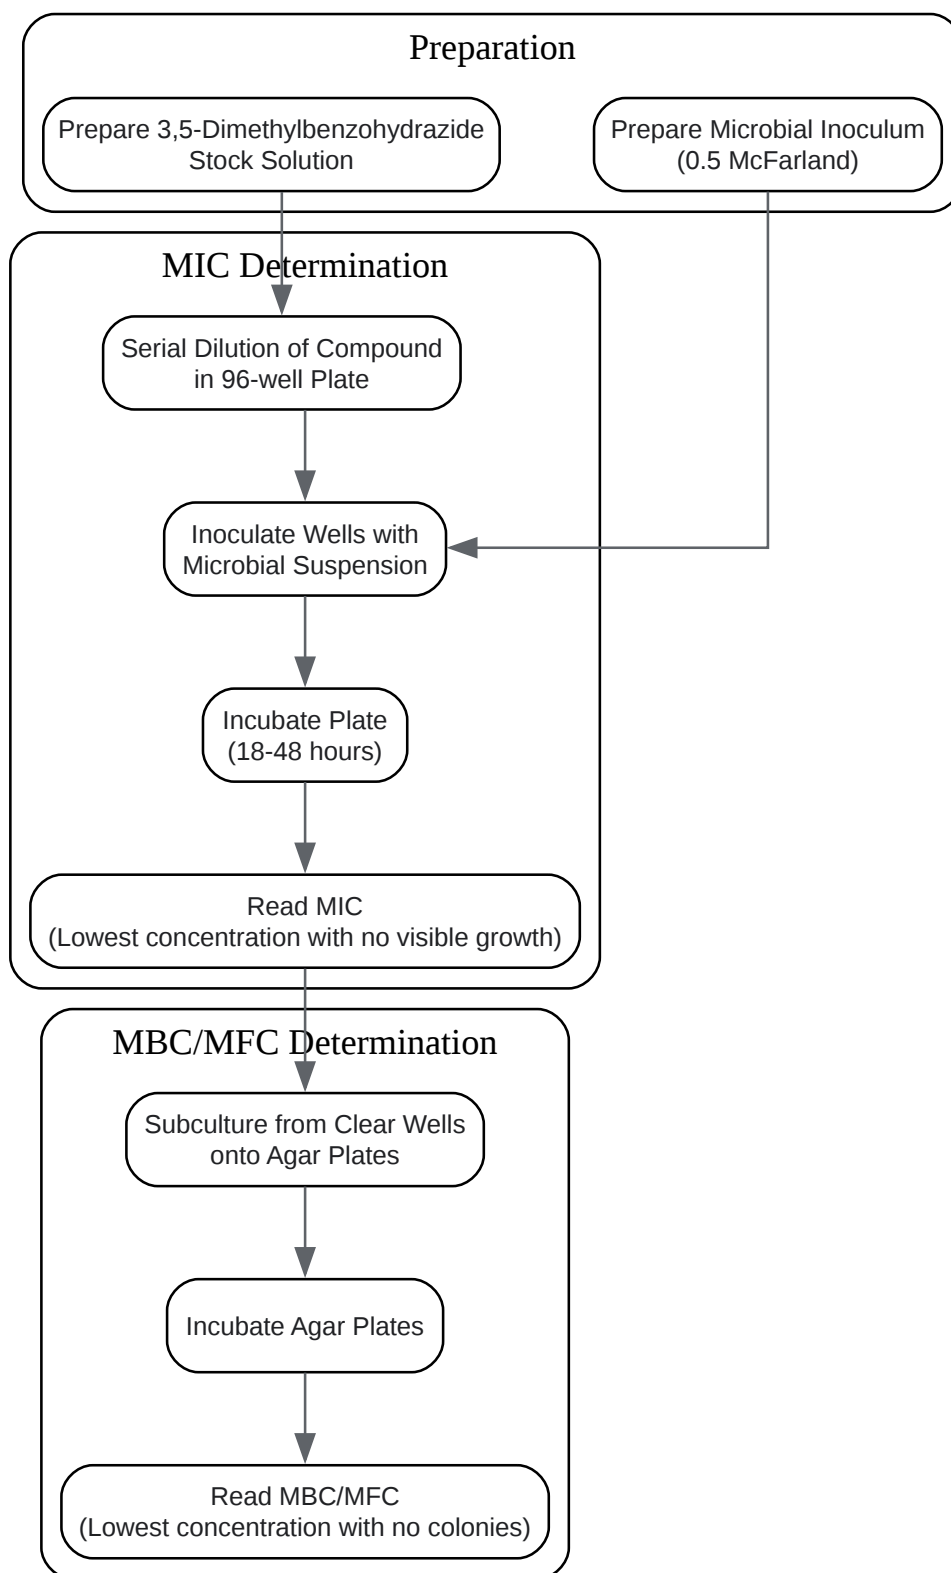 Preparation
Prepare 3,5-Dimethylbenzohydrazide
Stock Solution
Prepare Microbial Inoculum
(0.5 McFarland)
MIC Determination
Serial Dilution of Compound
in 96-well Plate
Inoculate Wells with
Microbial Suspension
Incubate Plate
(18-48 hours)
Read MIC
(Lowest concentration with no visible growth)
MBC/MFC Determination
Subculture from Clear Wells
onto Agar Plates
Incubate Agar Plates
Read MBC/MFC
(Lowest concentration with no colonies)